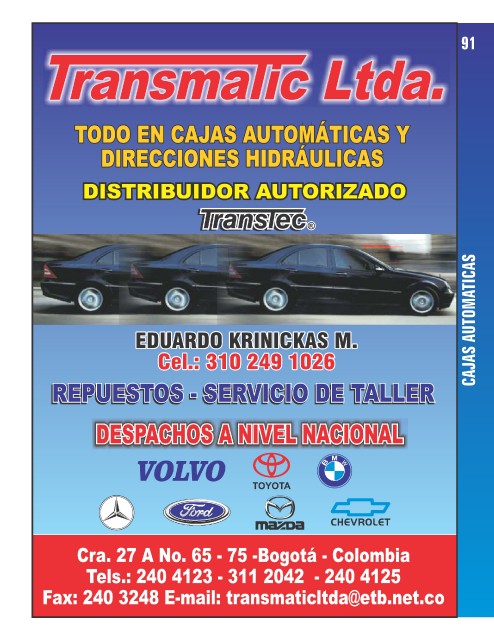 91
Transmatic Ltda.
TODO EN CAJAS AUTOMÁTICAS Y
DIRECCIONES HIDRÁULICAS
DISTRIBUIDOR AUTORIZADO
TransTec®
EDUARDO KRINICKAS M.
Cel.: 310 249 1026
REPUESTOS - SERVICIO DE TALLER
DESPACHOS A NIVEL NACIONAL
VOLVO
TOYOTA
BMW
Ford
mazda
CHEVROLET
Cra. 27 A No. 65 - 75 -Bogotá - Colombia
Tels.: 240 4123 - 311 2042 - 240 4125
Fax: 240 3248 E-mail: transmaticltda@etb.net.co
CAJAS AUTOMATICAS